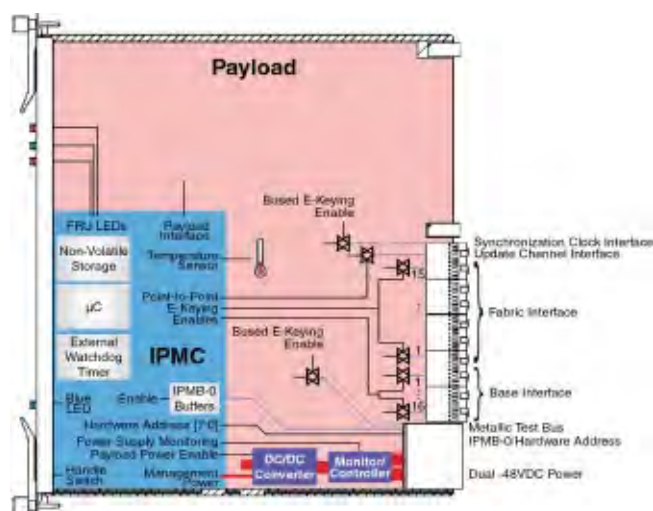 Payload
Bused E-Keying
Enable
FRU LEDs
Payload
Interface
Non-Volatile
Storage
Temperature
Sensor
Synchronization Clock Interface
Update Channel Interface
15
µC
Point-to-Point
E-Keying
Enables
Fabric Interface
External
Watchdog
Timer
IPMC
Bused E-Keying
Enable
1
1
Base Interface
16
Blue
LED
Enable
IPMB-0
Buffers
Hardware Address [7:0]
Metallic Test Bus
IPMB-0/Hardware Address
Power Supply Monitoring
Payload Power Enable
DC/DC
Converter
Monitor/
Controller
Handle
Switch
Management
Power
Dual -48VDC Power